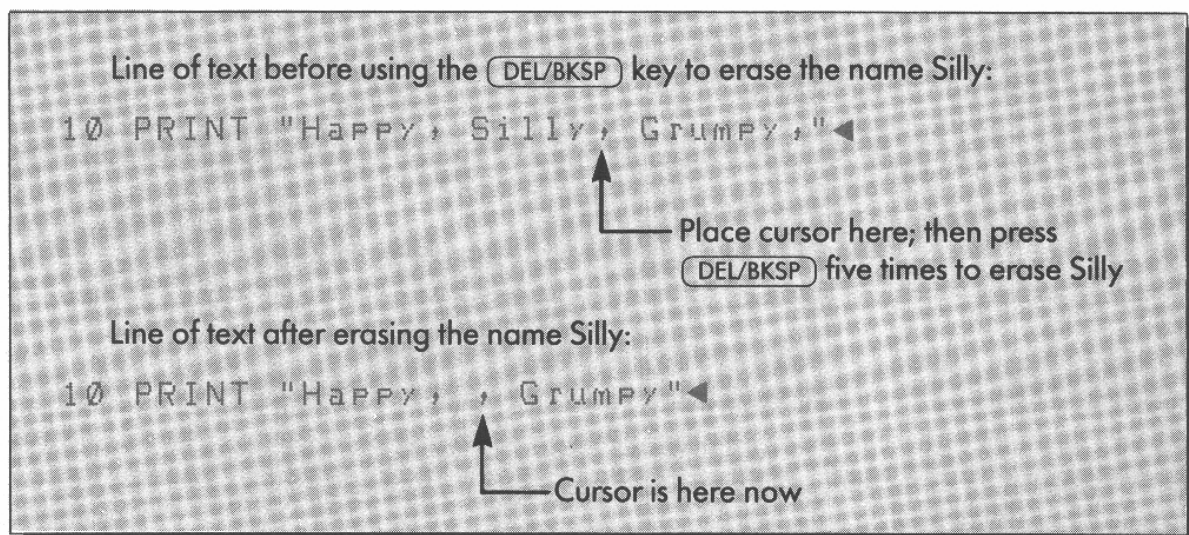 Line of text before using the DEL/BKSP key to erase the name Silly:
10 PRINT "Happy, Silly, Grumpy,"◀
Place cursor here; then press
DEL/BKSP five times to erase Silly
Line of text after erasing the name Silly:
10 PRINT "Happy, , Grumpy"◀
Cursor is here now